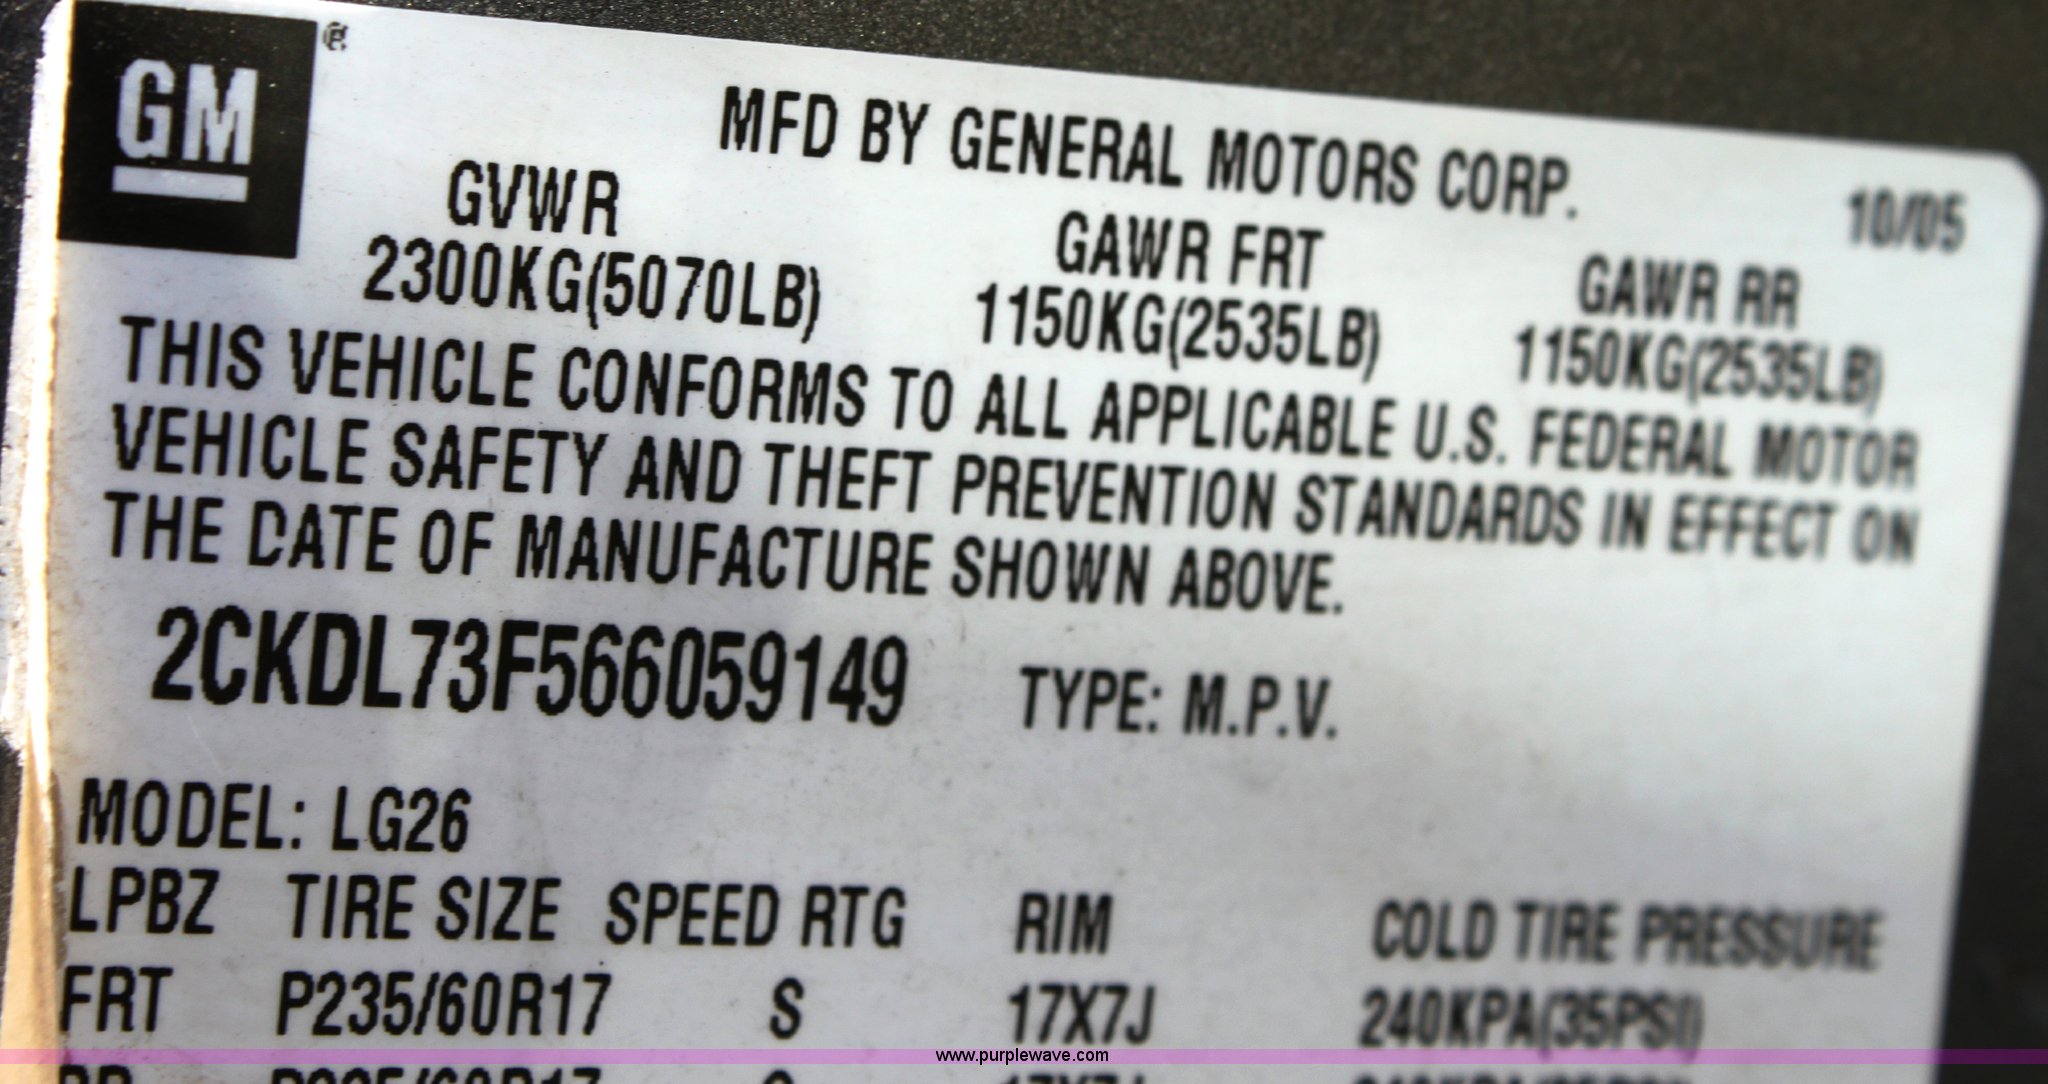 GM ®
MFD BY GENERAL MOTORS CORP.
10/05
GVWR
GAWR FRT
GAWR RR
2300KG(5070LB)
1150KG(2535LB)
1150KG(2535LB)
THIS VEHICLE CONFORMS TO ALL APPLICABLE U.S. FEDERAL MOTOR
VEHICLE SAFETY AND THEFT PREVENTION STANDARDS IN EFFECT ON
THE DATE OF MANUFACTURE SHOWN ABOVE.
2CKDL73F566059149 TYPE: M.P.V.
MODEL: LG26
LPBZ TIRE SIZE SPEED RTG RIM COLD TIRE PRESSURE
FRT P235/60R17 S 17X7J 240KPA(35PSI)
www.purplewave.com